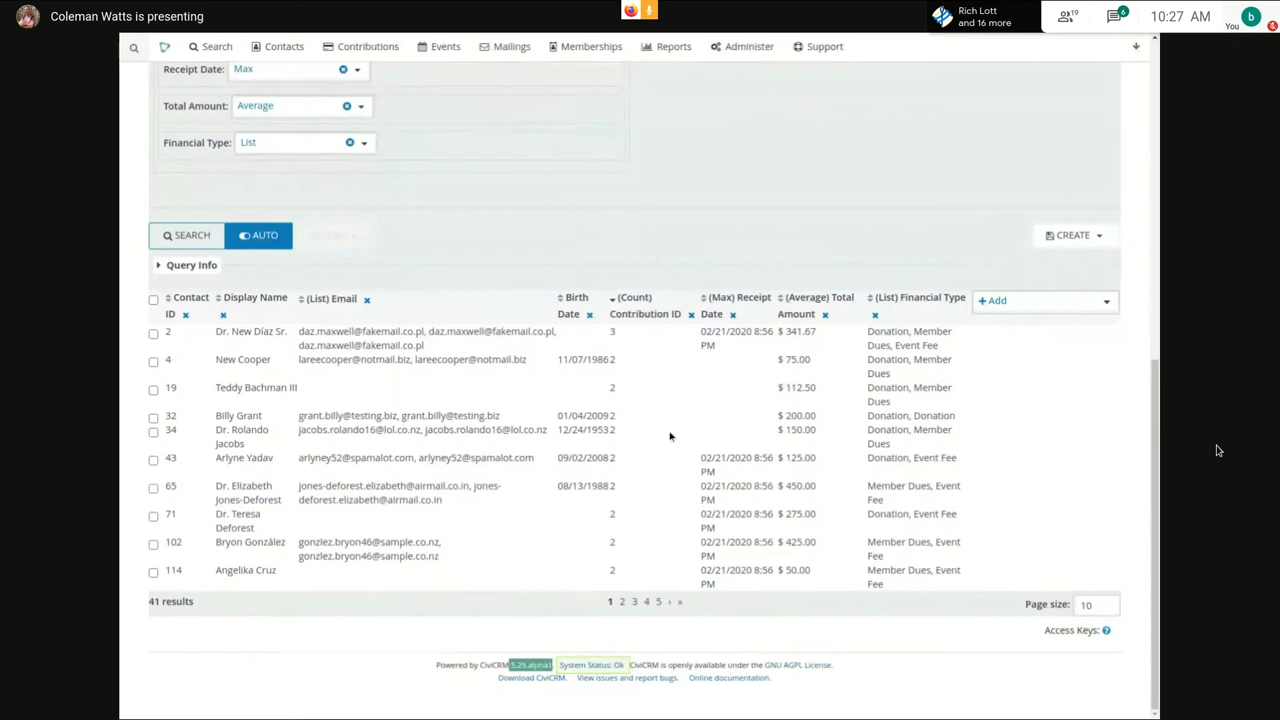 Coleman Watts is presenting
Rich Lott
and 16 more
19
6
10:27 AM
You
b
Search
Contacts
Contributions
Events
Mailings
Memberships
Reports
Administer
Support
Receipt Date: Max
Total Amount: Average
Financial Type: List
SEARCH
AUTO
CREATE
Query Info
Contact ID
Display Name
(List) Email
Birth Date
(Count) Contribution ID
(Max) Receipt Date
(Average) Total Amount
(List) Financial Type
+ Add
2 Dr. New Díaz Sr. daz.maxwell@fakemail.co.pl, daz.maxwell@fakemail.co.pl, 3 02/21/2020 8:56 $ 341.67 Donation, Member
daz.maxwell@fakemail.co.pl PM Dues, Event Fee
4 New Cooper lareecooper@notmail.biz, lareecooper@notmail.biz 11/07/1986 2 $ 75.00 Donation, Member
Dues
19 Teddy Bachman III 2 $ 112.50 Donation, Member
Dues
32 Billy Grant grant.billy@testing.biz, grant.billy@testing.biz 01/04/2009 2 $ 200.00 Donation, Donation
34 Dr. Rolando jacobs.rolando16@lol.co.nz, jacobs.rolando16@lol.co.nz 12/24/1953 2 $ 150.00 Donation, Member
Jacobs Dues
43 Arlyne Yadav arlyney52@spamalot.com, arlyney52@spamalot.com 09/02/2008 2 02/21/2020 8:56 $ 125.00 Donation, Event Fee
PM
65 Dr. Elizabeth jones-deforest.elizabeth@airmail.co.in, jones- 08/13/1988 2 02/21/2020 8:56 $ 450.00 Member Dues, Event
Jones-Deforest deforest.elizabeth@airmail.co.in PM Fee
71 Dr. Teresa 2 02/21/2020 8:56 $ 275.00 Donation, Event Fee
Deforest PM
102 Bryon González gonzlez.bryon46@sample.co.nz, 2 02/21/2020 8:56 $ 425.00 Member Dues, Event
gonzlez.bryon46@sample.co.nz PM Fee
114 Angelika Cruz 2 02/21/2020 8:56 $ 50.00 Member Dues, Event
PM Fee
41 results
1 2 3 4 5 › »
Page size: 10
Access Keys:
Powered by CiviCRM 5.29.alpha1. System Status: Ok CiviCRM is openly available under the GNU AGPL License.
Download CiviCRM. View issues and report bugs. Online documentation.